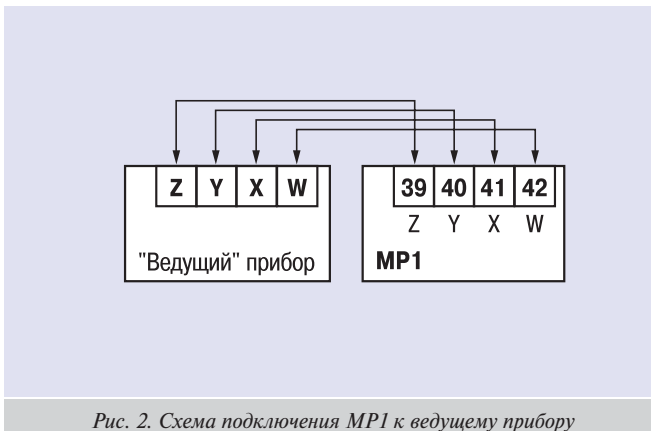 Z Y X W
39 40 41 42
Z Y X W
"Ведущий" прибор
МР1
Рис. 2. Схема подключения МР1 к ведущему прибору